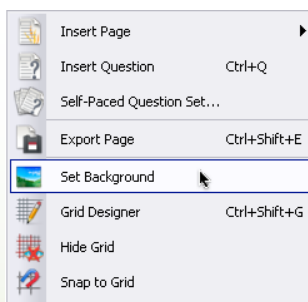 Insert Page
Insert Question Ctrl+Q
Self-Paced Question Set...
Export Page Ctrl+Shift+E
Set Background
Grid Designer Ctrl+Shift+G
Hide Grid
Snap to Grid